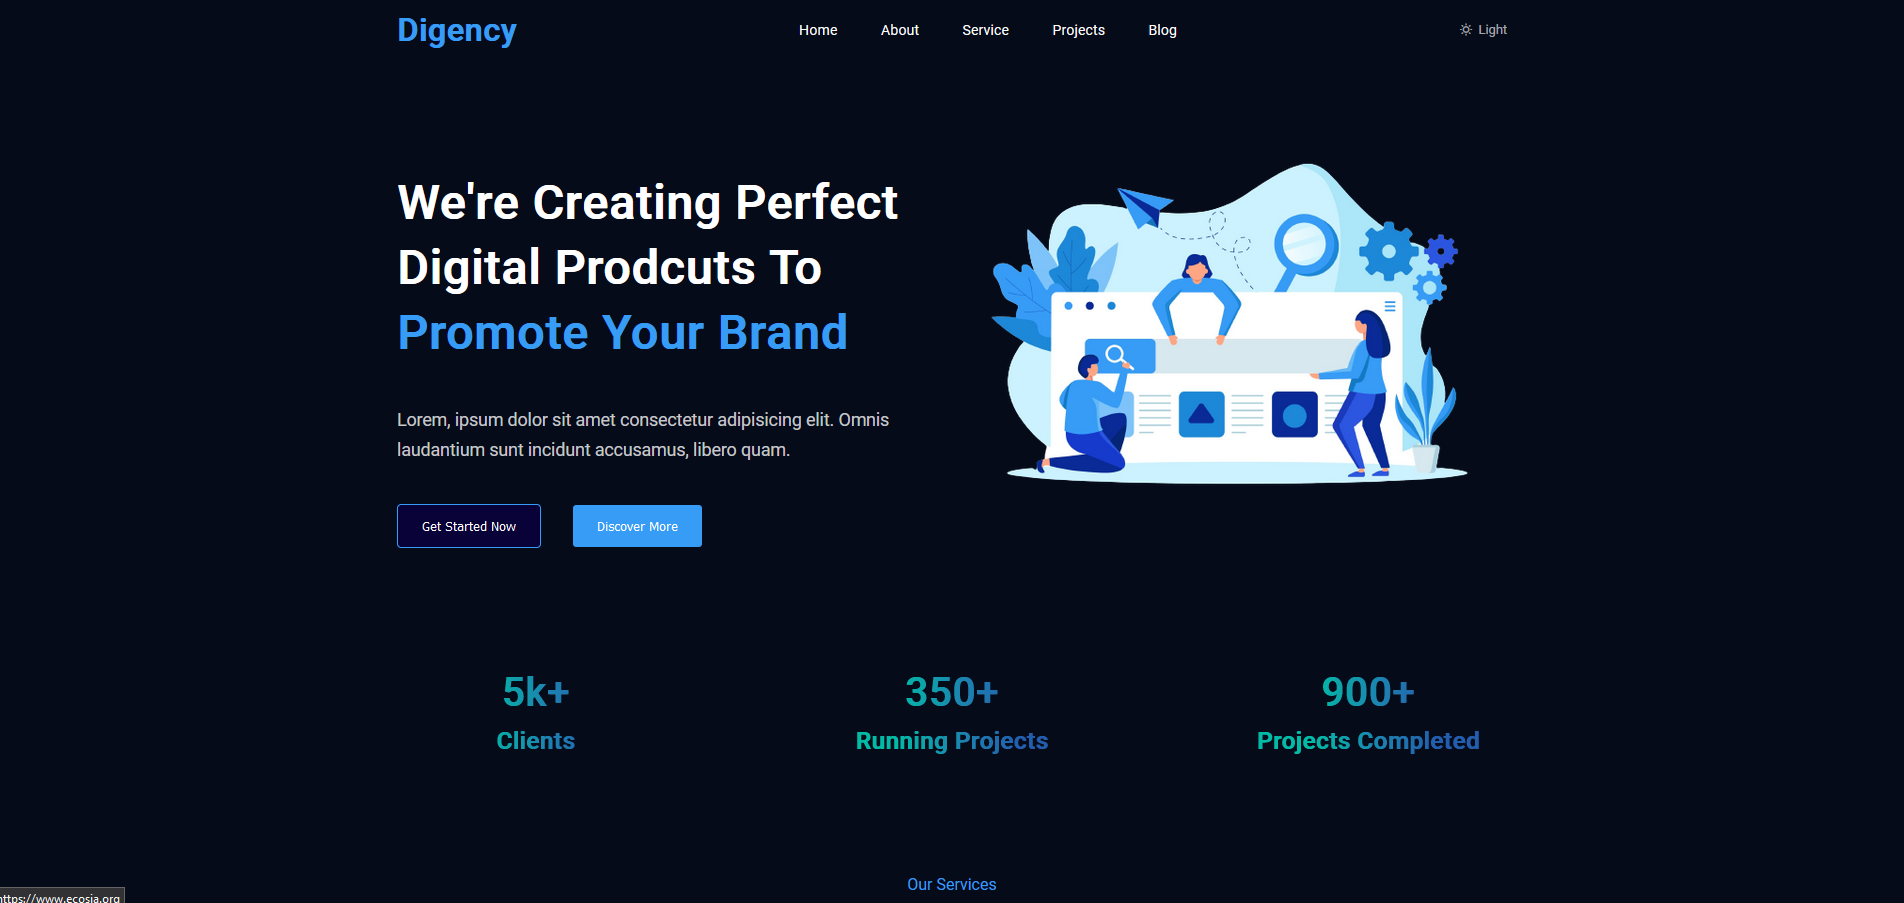 Digency
Home
About
Service
Projects
Blog
Light
We're Creating Perfect
Digital Prodcuts To
Promote Your Brand
Lorem, ipsum dolor sit amet consectetur adipisicing elit. Omnis
laudantium sunt incidunt accusamus, libero quam.
Get Started Now
Discover More
5k+
Clients
350+
Running Projects
900+
Projects Completed
Our Services
https://www.ecosia.org